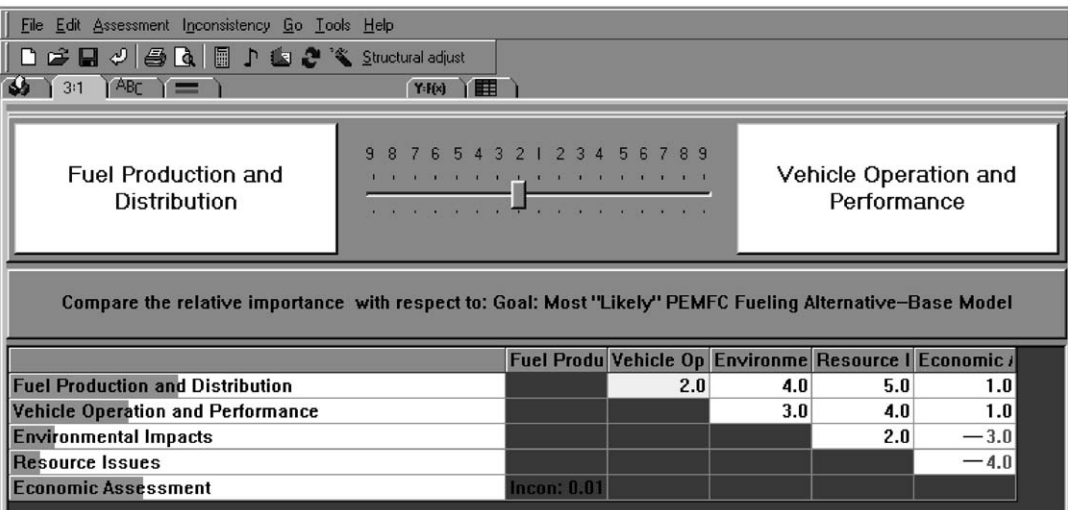 File Edit Assessment Inconsistency Go Tools Help
Structural adjust
3:1 ABC Y:F(x)
9 8 7 6 5 4 3 2 1 2 3 4 5 6 7 8 9
Fuel Production and
Distribution
Vehicle Operation and
Performance
Compare the relative importance with respect to: Goal: Most "Likely" PEMFC Fueling Alternative–Base Model
Fuel Produ Vehicle Op Environme Resource I Economic A
Fuel Production and Distribution 2.0 4.0 5.0 1.0
Vehicle Operation and Performance 3.0 4.0 1.0
Environmental Impacts 2.0 — 3.0
Resource Issues — 4.0
Economic Assessment Incon: 0.01